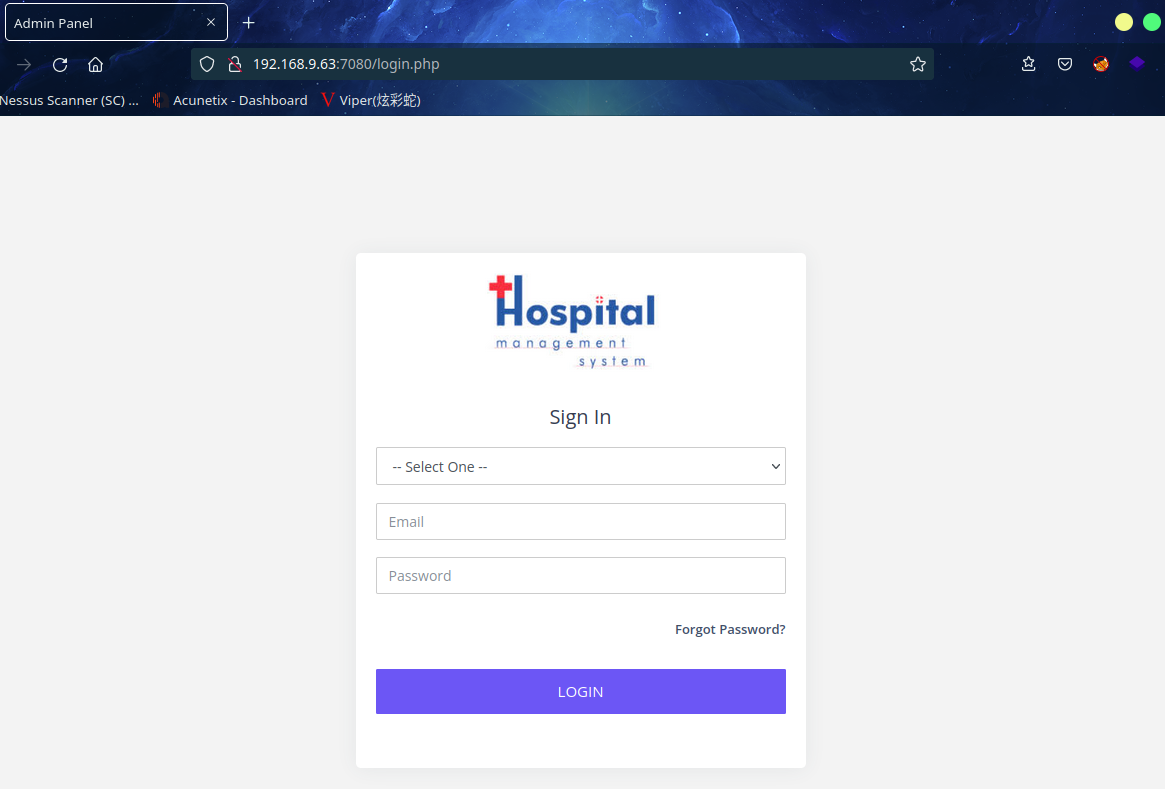 Admin Panel
192.168.9.63:7080/login.php
Nessus Scanner (SC) ...
Acunetix - Dashboard
Viper(炫彩蛇)
Hospital
management
system
Sign In
-- Select One --
Email
Password
Forgot Password?
LOGIN